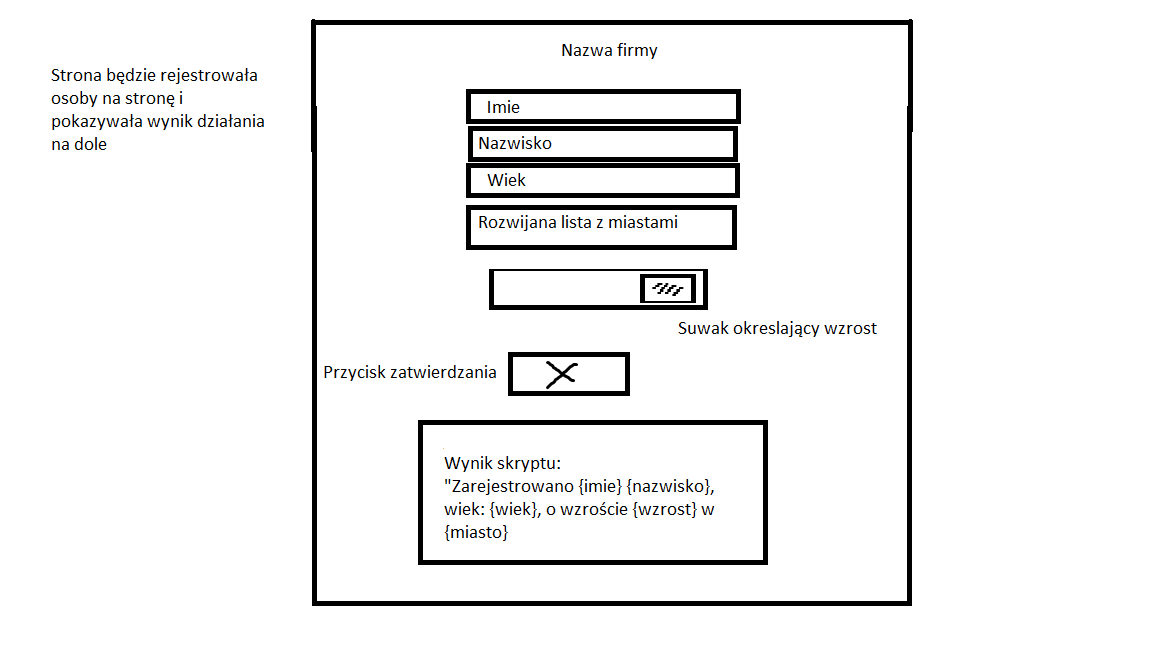 Strona będzie rejestrowała
osoby na stronę i
pokazywała wynik działania
na dole
Nazwa firmy
Imie
Nazwisko
Wiek
Rozwijana lista z miastami
Suwak okreslający wzrost
Przycisk zatwierdzania
Wynik skryptu:
"Zarejestrowano {imie} {nazwisko},
wiek: {wiek}, o wzroście {wzrost} w
{miasto}